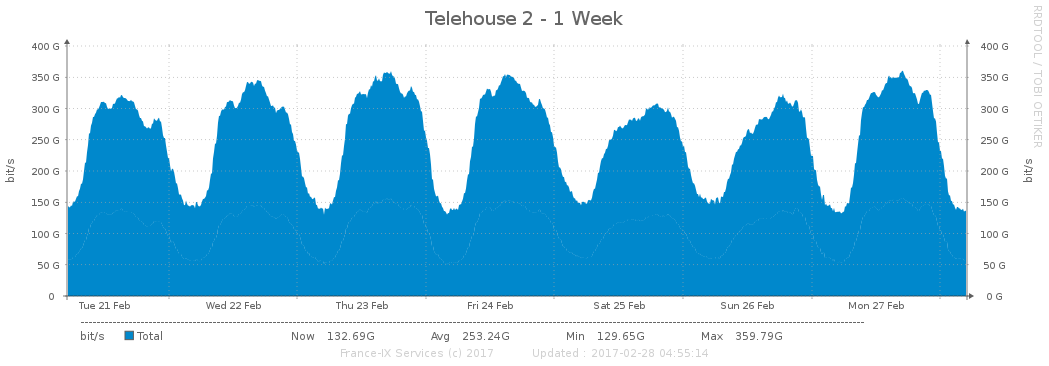 Telehouse 2 - 1 Week
RRDTOOL / TOBI OETIKER
400 G 400 G
350 G 350 G
300 G 300 G
250 G 250 G
200 G 200 G
150 G 150 G
100 G 100 G
50 G 50 G
0 0 G
bit/s bit/s
Tue 21 Feb Wed 22 Feb Thu 23 Feb Fri 24 Feb Sat 25 Feb Sun 26 Feb Mon 27 Feb
bit/s Total Now 132.69G Avg 253.24G Min 129.65G Max 359.79G
France-IX Services (c) 2017 Updated : 2017-02-28 04:55:14